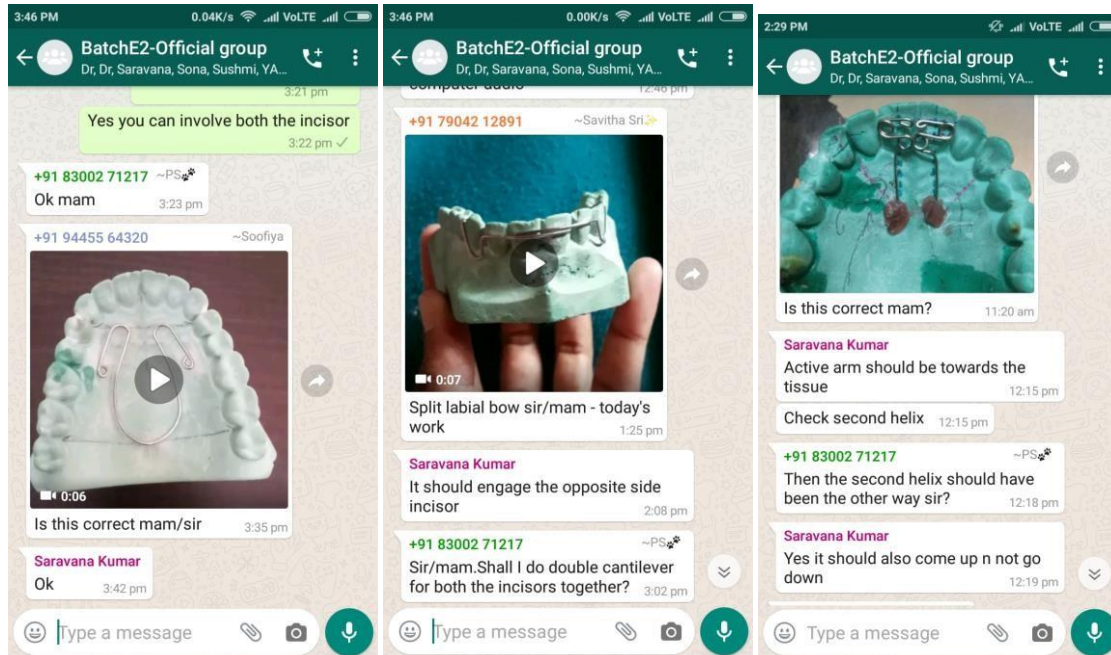 3:46 PM 0.04K/s VoLTE
BatchE2-Official group
Dr, Dr, Saravana, Sona, Sushmi, YA...
3:21 pm
Yes you can involve both the incisor
3:22 pm
+91 83002 71217 ~PS🐾
Ok mam 3:23 pm
+91 94455 64320 ~Soofiya
0:06
Is this correct mam/sir 3:35 pm
Saravana Kumar
Ok 3:42 pm
Type a message
3:46 PM 0.00K/s VoLTE
BatchE2-Official group
Dr, Dr, Saravana, Sona, Sushmi, YA...
computer audio 12:46 pm
+91 79042 12891 ~Savitha Sri✨
0:07
Split labial bow sir/mam - today's
work 1:25 pm
Saravana Kumar
It should engage the opposite side
incisor 2:08 pm
+91 83002 71217 ~PS🐾
Sir/mam.Shall I do double cantilever
for both the incisors together? 3:02 pm
Type a message
2:29 PM VoLTE
BatchE2-Official group
Dr, Dr, Saravana, Sona, Sushmi, YA...
Is this correct mam? 11:20 am
Saravana Kumar
Active arm should be towards the
tissue 12:15 pm
Check second helix 12:15 pm
+91 83002 71217 ~PS🐾
Then the second helix should have
been the other way sir? 12:18 pm
Saravana Kumar
Yes it should also come up n not go
down 12:19 pm
Type a message